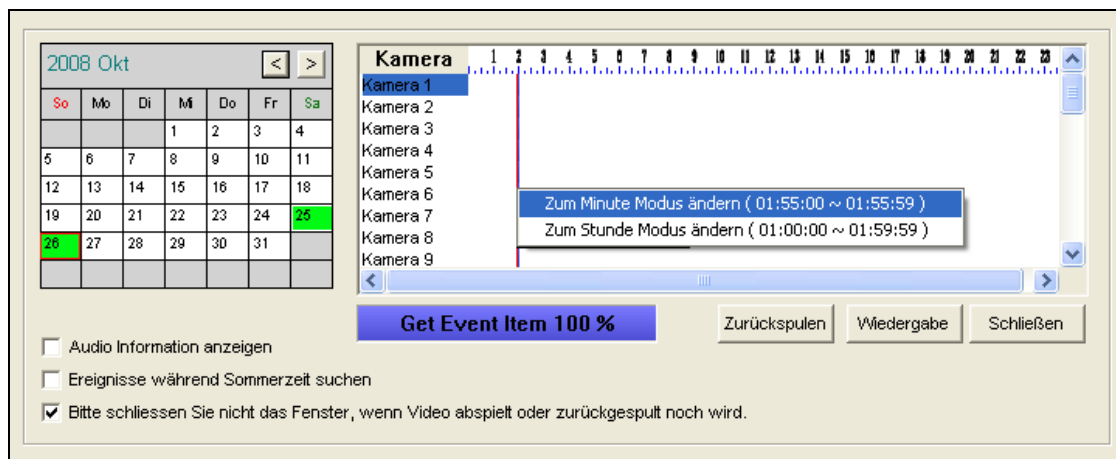 2008 Okt < >
So Mo Di Mi Do Fr Sa
1 2 3 4
5 6 7 8 9 10 11
12 13 14 15 16 17 18
19 20 21 22 23 24 25
26 27 28 29 30 31
Kamera 1 2 3 4 5 6 7 8 9 10 11 12 13 14 15 16 17 18 19 20 21 22 23
Kamera 1
Kamera 2
Kamera 3
Kamera 4
Kamera 5
Kamera 6
Kamera 7
Kamera 8
Kamera 9
Zum Minute Modus ändern ( 01:55:00 ~ 01:55:59 )
Zum Stunde Modus ändern ( 01:00:00 ~ 01:59:59 )
Get Event Item 100 %
Zurückspulen
Wiedergabe
Schließen
Audio Information anzeigen
Ereignisse während Sommerzeit suchen
Bitte schliessen Sie nicht das Fenster, wenn Video abspielt oder zurückgespult noch wird.